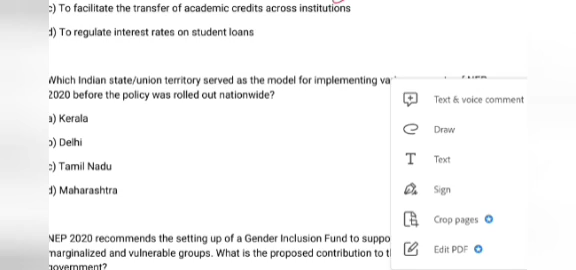 c) To facilitate the transfer of academic credits across institutions
d) To regulate interest rates on student loans
Which Indian state/union territory served as the model for implementing
2020 before the policy was rolled out nationwide?
a) Kerala
b) Delhi
c) Tamil Nadu
d) Maharashtra
NEP 2020 recommends the setting up of a Gender Inclusion Fund to
marginalized and vulnerable groups. What is the proposed contribution to
government?
Text & voice comment
Draw
Text
Sign
Crop pages
Edit PDF